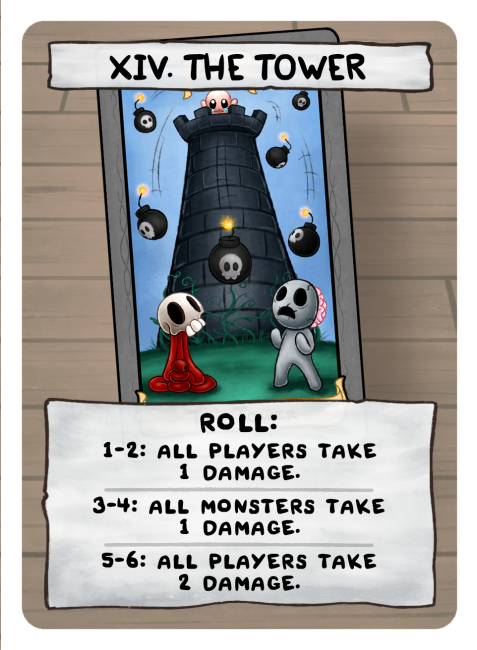 XIV. THE TOWER
ROLL:
1-2: ALL PLAYERS TAKE
1 DAMAGE.
3-4: ALL MONSTERS TAKE
1 DAMAGE.
5-6: ALL PLAYERS TAKE
2 DAMAGE.